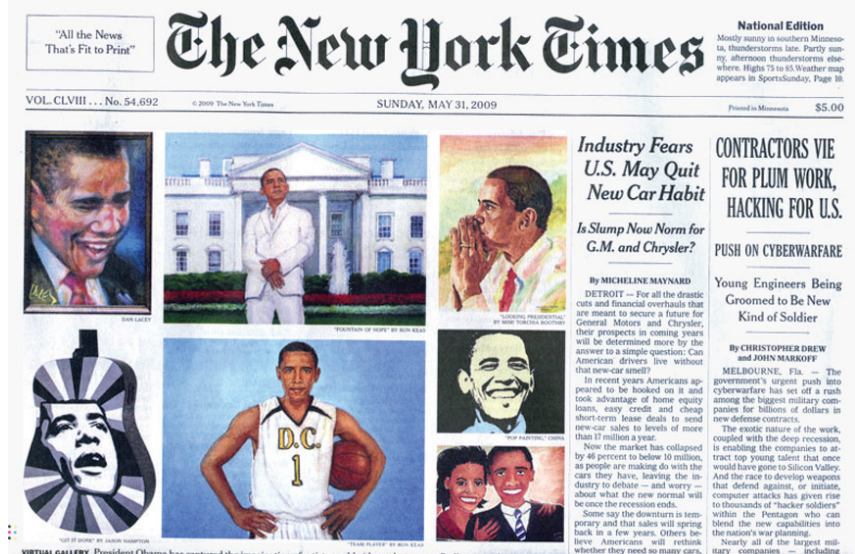 "All the News
That's Fit to Print"
The New York Times
National Edition
Mostly sunny in southern Minneso-
ta, thunderstorms late. Partly sun-
ny, afternoon thunderstorms else-
where. Highs 75 to 85. Weather map
appears in SportsSunday, Page 10.
VOL. CLVIII . . . No. 54,692
© 2009 The New York Times
SUNDAY, MAY 31, 2009
Printed in Minnesota
$5.00
DAN LACEY
"FOUNTAIN OF HOPE" BY RON KEAS
"LOOKING PRESIDENTIAL"
BY MIMI TORCHIA BOOTHBY
"GET IT DONE" BY JASON HAMPTON
D.C.
1
"TEAM PLAYER" BY RON KEAS
"POP PAINTING," CHINA
VIRTUAL GALLERY President Obama has captured the imagination of artists
Industry Fears
U.S. May Quit
New Car Habit
Is Slump Now Norm for
G.M. and Chrysler?
By MICHELINE MAYNARD
DETROIT — For all the drastic
cuts and financial overhauls that
are meant to secure a future for
General Motors and Chrysler,
their prospects in coming years
will be determined more by the
answer to a simple question: Can
American drivers live without
that new-car smell?
In recent years Americans ap-
peared to be hooked on it and
took advantage of home equity
loans, easy credit and cheap
short-term lease deals to send
new-car sales to levels of more
than 17 million a year.
Now the market has collapsed
by 46 percent to below 10 million,
as people are making do with the
cars they have, leaving the in-
dustry to debate — and worry —
about what the new normal will
be once the recession ends.
Some say the downturn is tem-
porary and that sales will spring
back in a few years. Others be-
lieve Americans will rethink
whether they need so many cars,
CONTRACTORS VIE
FOR PLUM WORK,
HACKING FOR U.S.
PUSH ON CYBERWARFARE
Young Engineers Being
Groomed to Be New
Kind of Soldier
By CHRISTOPHER DREW
and JOHN MARKOFF
MELBOURNE, Fla. — The
government's urgent push into
cyberwarfare has set off a rush
among the biggest military com-
panies for billions of dollars in
new defense contracts.
The exotic nature of the work,
coupled with the deep recession,
is enabling the companies to at-
tract top young talent that once
would have gone to Silicon Valley.
And the race to develop weapons
that defend against, or initiate,
computer attacks has given rise
to thousands of "hacker soldiers"
within the Pentagon who can
blend the new capabilities into
the nation's war planning.
Nearly all of the largest mil-
itary companies — including